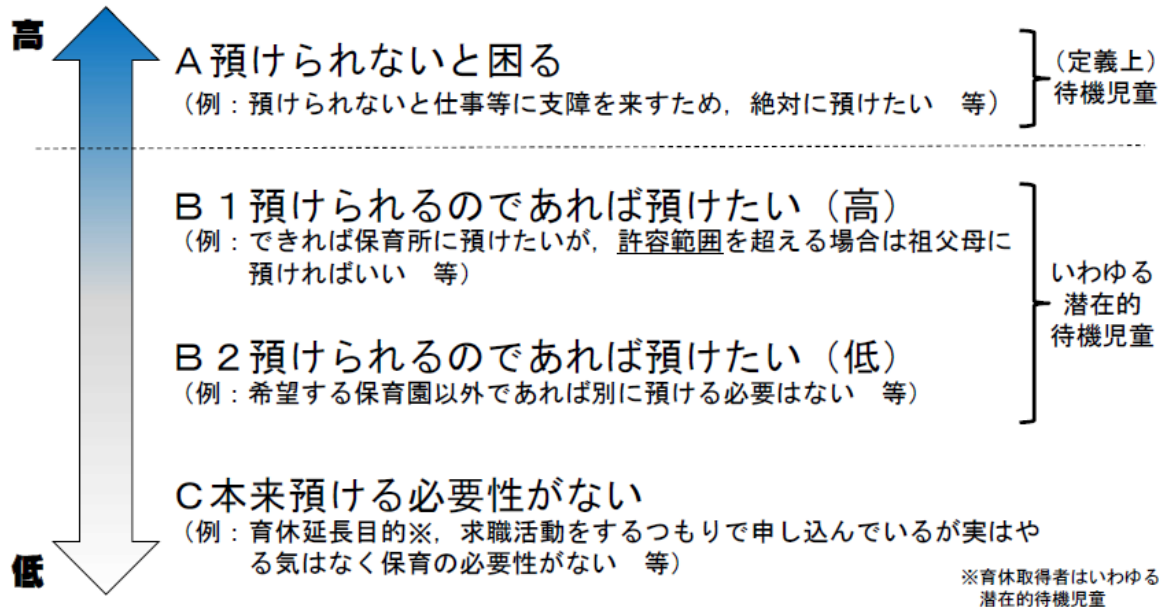 高
A預けられないと困る
（例：預けられないと仕事等に支障を来すため，絶対に預けたい　等）
（定義上）
待機児童
B１預けられるのであれば預けたい（高）
（例：できれば保育所に預けたいが，許容範囲を超える場合は祖父母に
預ければいい　等）
B２預けられるのであれば預けたい（低）
（例：希望する保育園以外であれば別に預ける必要はない　等）
いわゆる
潜在的
待機児童
C本来預ける必要性がない
（例：育休延長目的※，求職活動をするつもりで申し込んでいるが実はや
る気はなく保育の必要性がない　等）
低
※育休取得者はいわゆる
潜在的待機児童